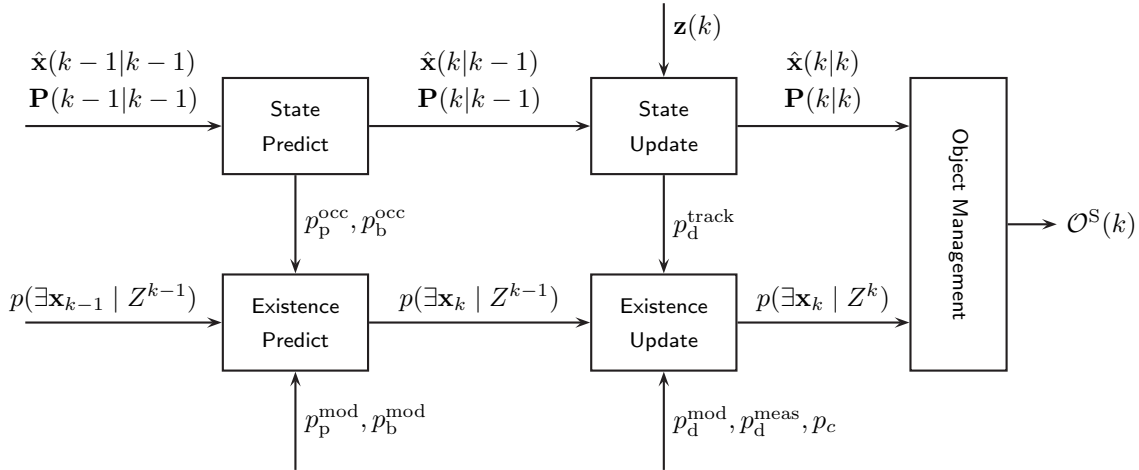 𝐳(k)
𝐱̂(k − 1|k − 1)
𝐏(k − 1|k − 1)
State
Predict
𝐱̂(k|k − 1)
𝐏(k|k − 1)
State
Update
𝐱̂(k|k)
𝐏(k|k)
Object Management
p_p^occ, p_b^occ
p_d^track
𝒪^S(k)
p(∃𝐱_{k−1} | Z^{k−1})
Existence
Predict
p(∃𝐱_k | Z^{k−1})
Existence
Update
p(∃𝐱_k | Z^k)
p_p^mod, p_b^mod
p_d^mod, p_d^meas, p_c